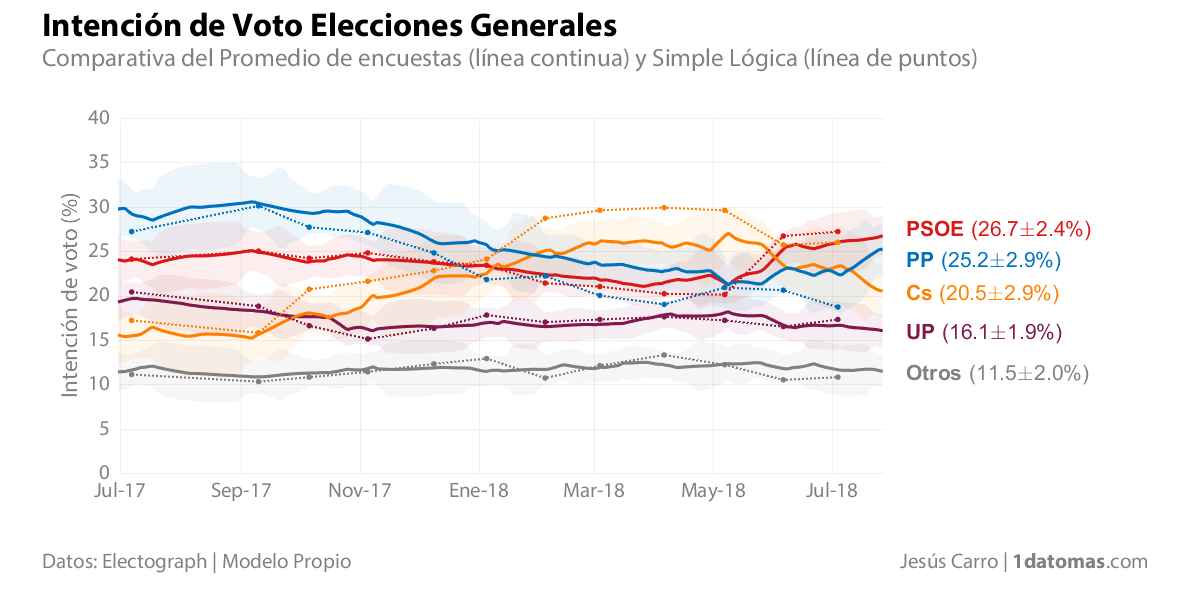 Intención de Voto Elecciones Generales
Comparativa del Promedio de encuestas (línea continua) y Simple Lógica (línea de puntos)
Intención de voto (%)
40
35
30
25
20
15
10
5
0
Jul-17 Sep-17 Nov-17 Ene-18 Mar-18 May-18 Jul-18
PSOE (26.7±2.4%)
PP (25.2±2.9%)
Cs (20.5±2.9%)
UP (16.1±1.9%)
Otros (11.5±2.0%)
Datos: Electograph | Modelo Propio
Jesús Carro | 1datomas.com